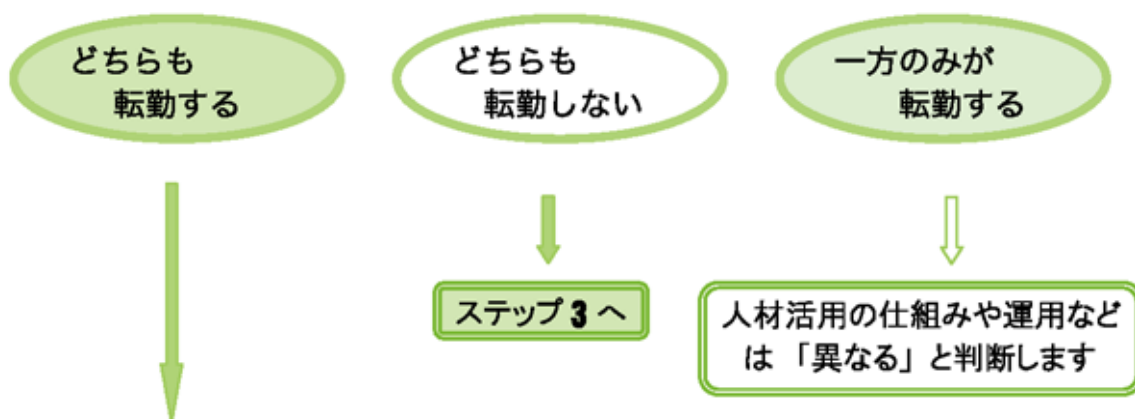 どちらも
転勤する
どちらも
転勤しない
一方のみが
転勤する
ステップ 3 へ
人材活用の仕組みや運用など
は 「異なる」と判断します